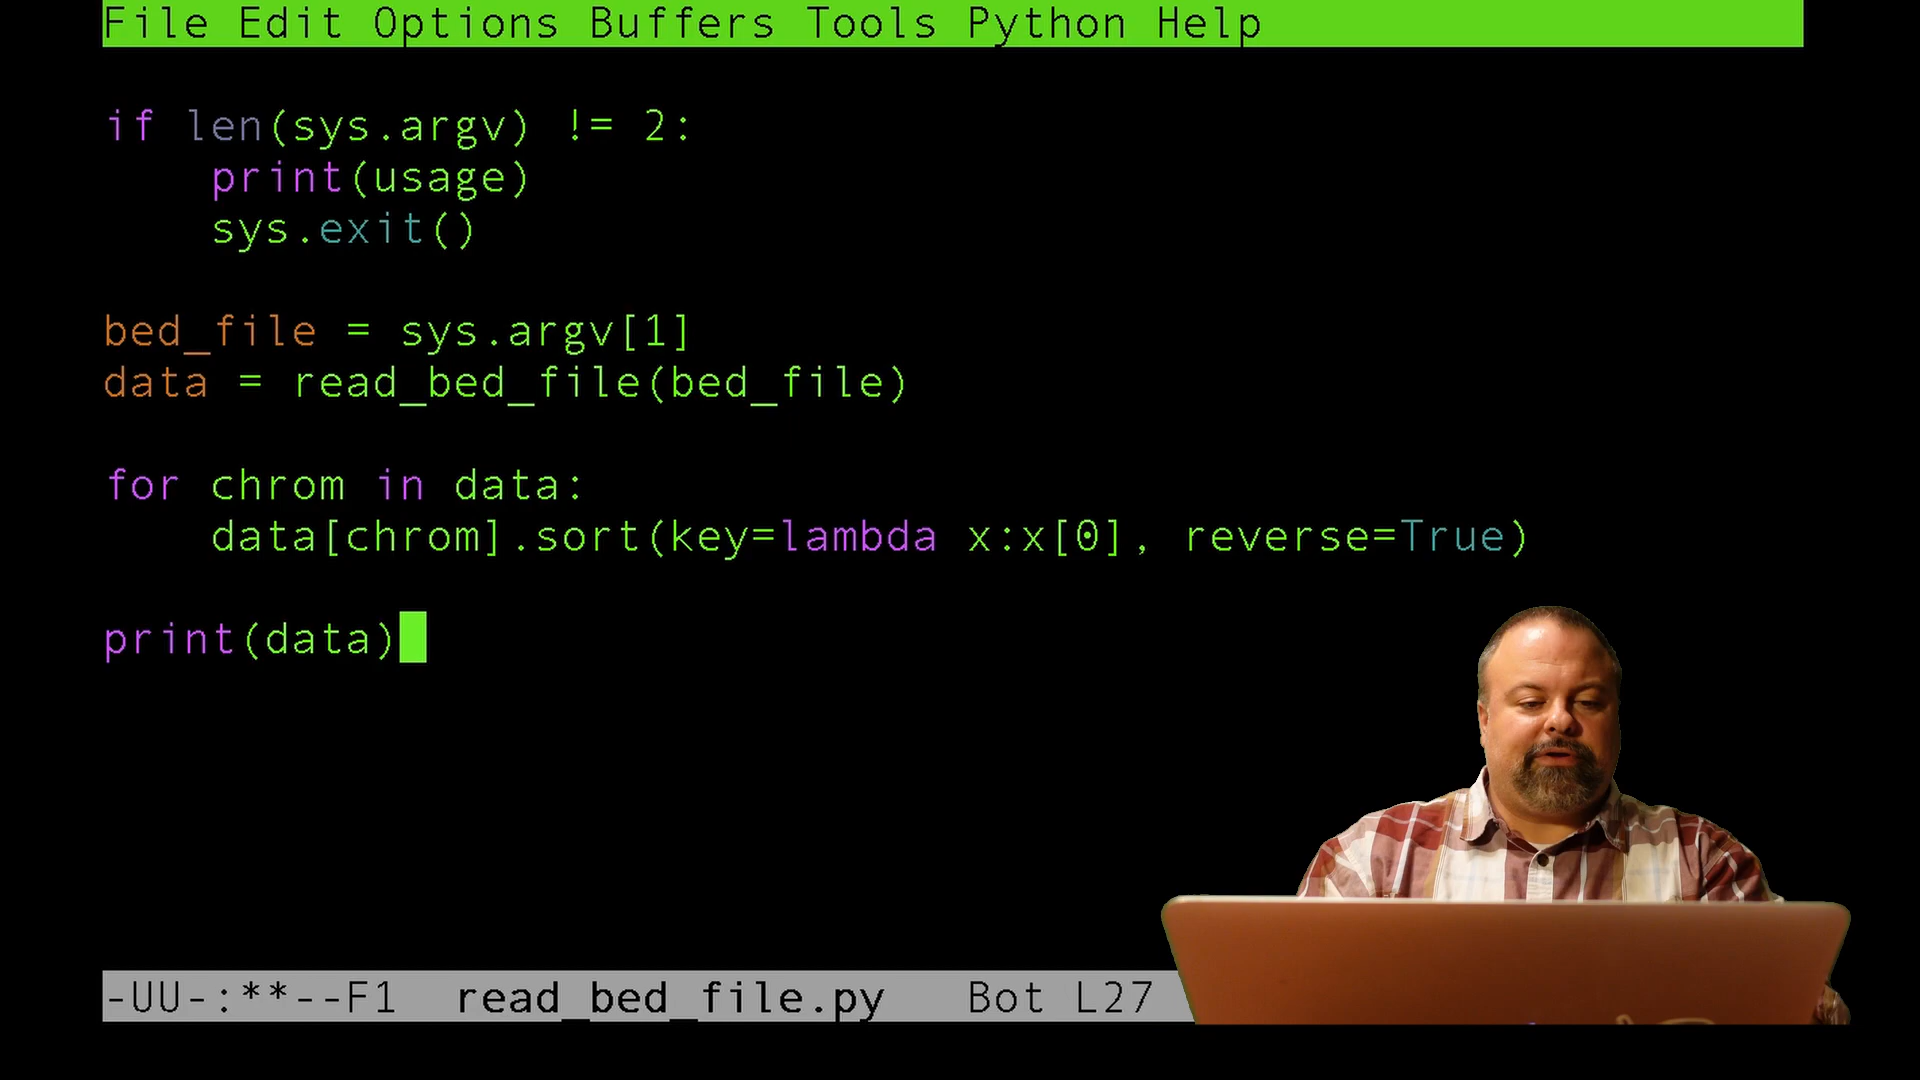 File Edit Options Buffers Tools Python Help
if len(sys.argv) != 2:
    print(usage)
    sys.exit()
bed_file = sys.argv[1]
data = read_bed_file(bed_file)
for chrom in data:
    data[chrom].sort(key=lambda x:x[0], reverse=True)
print(data)
-UU-:**--F1  read_bed_file.py   Bot L27